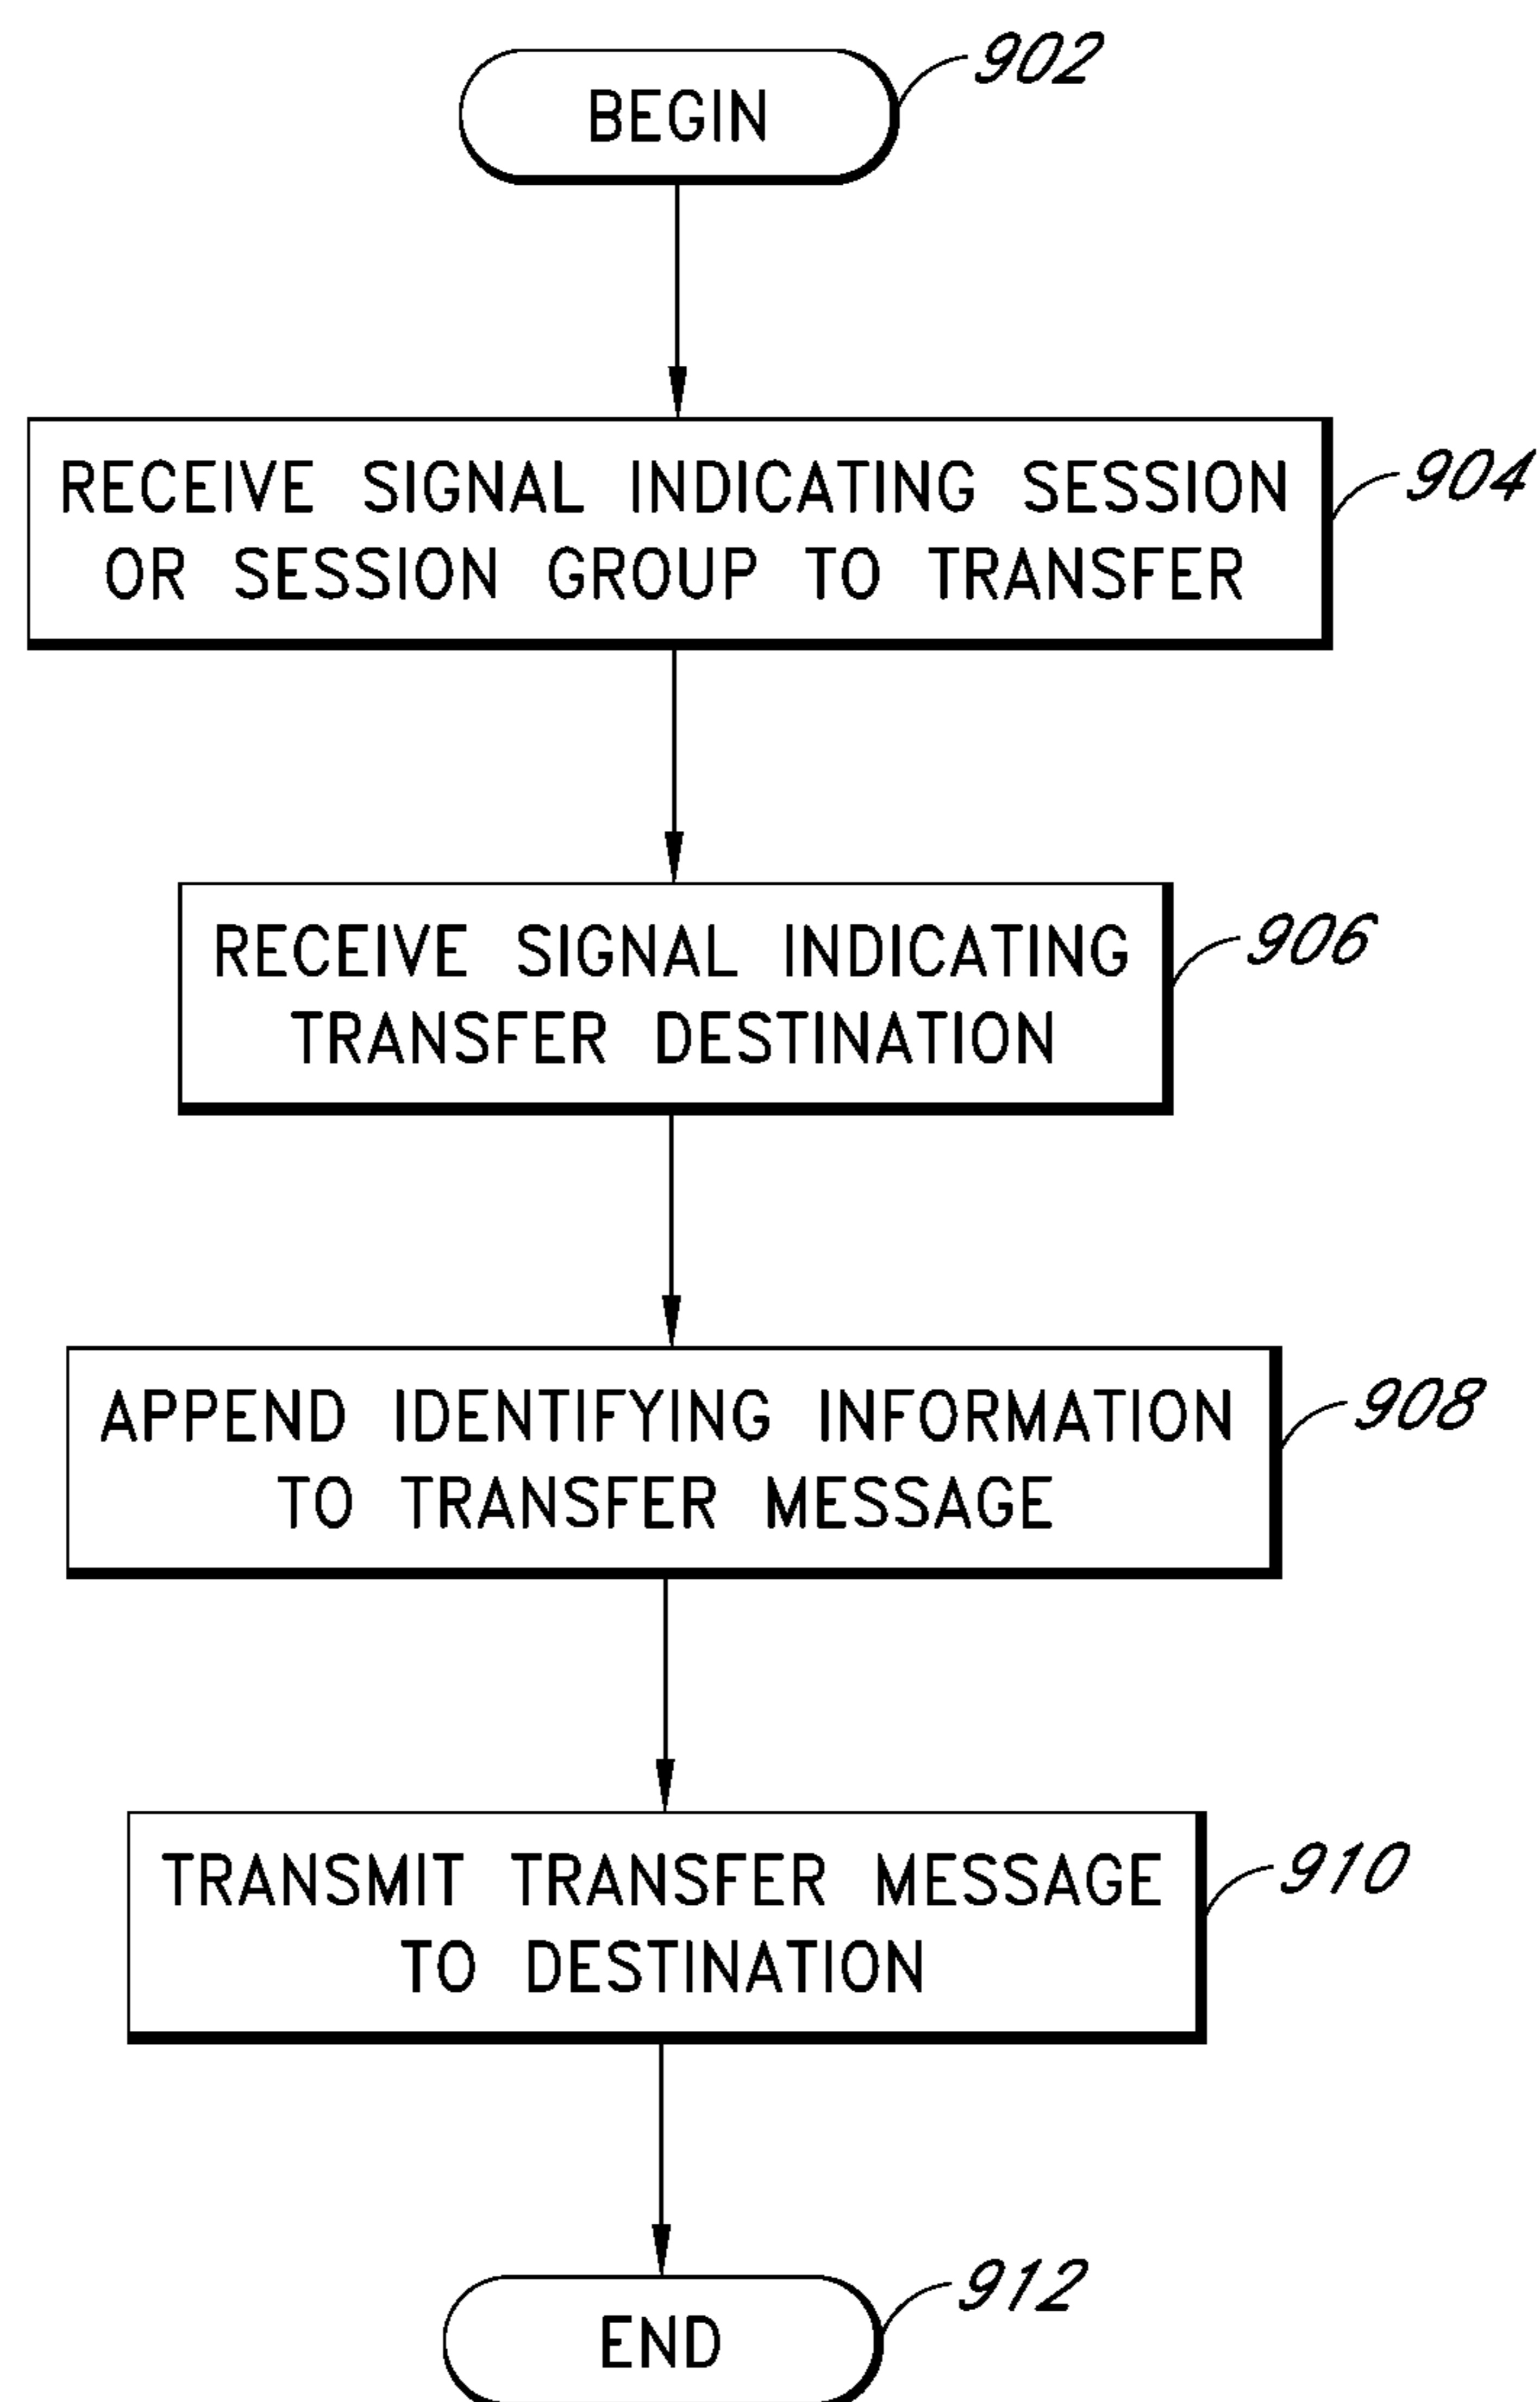 BEGIN
902
RECEIVE SIGNAL INDICATING SESSION
OR SESSION GROUP TO TRANSFER
904
RECEIVE SIGNAL INDICATING
TRANSFER DESTINATION
906
APPEND IDENTIFYING INFORMATION
TO TRANSFER MESSAGE
908
TRANSMIT TRANSFER MESSAGE
TO DESTINATION
910
END
912